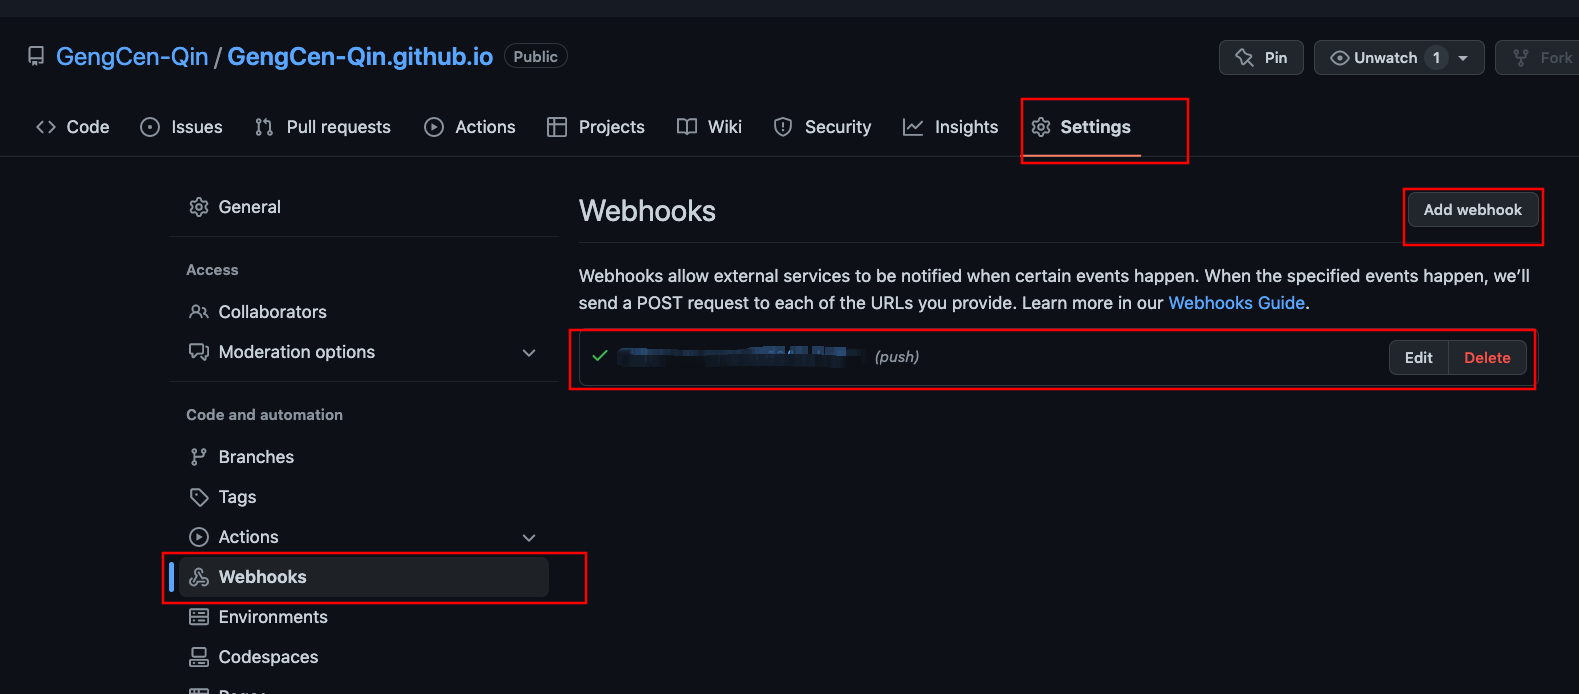 GengCen-Qin / GengCen-Qin.github.io Public
Pin
Unwatch 1
Fork
Code Issues Pull requests Actions Projects Wiki Security Insights Settings
General
Access
Collaborators
Moderation options
Code and automation
Branches
Tags
Actions
Webhooks
Environments
Codespaces
Webhooks
Add webhook
Webhooks allow external services to be notified when certain events happen. When the specified events happen, we’ll
send a POST request to each of the URLs you provide. Learn more in our Webhooks Guide.
(push)
Edit Delete